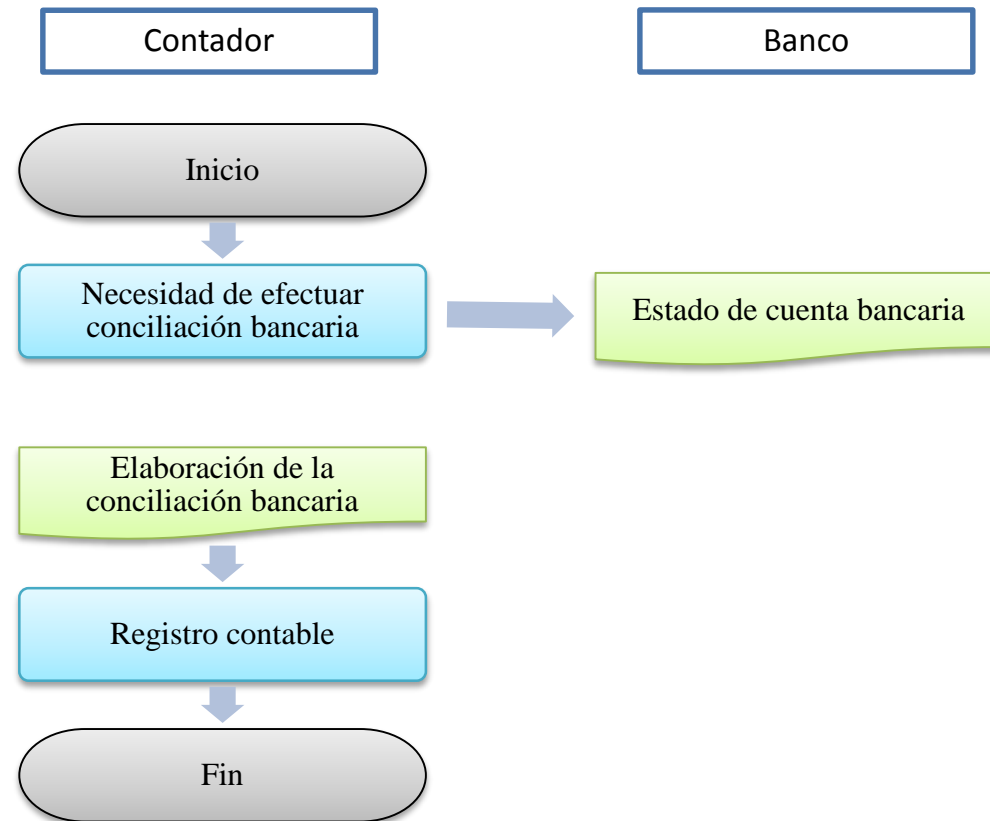 Contador
Banco
Inicio
Necesidad de efectuar
conciliación bancaria
Estado de cuenta bancaria
Elaboración de la
conciliación bancaria
Registro contable
Fin